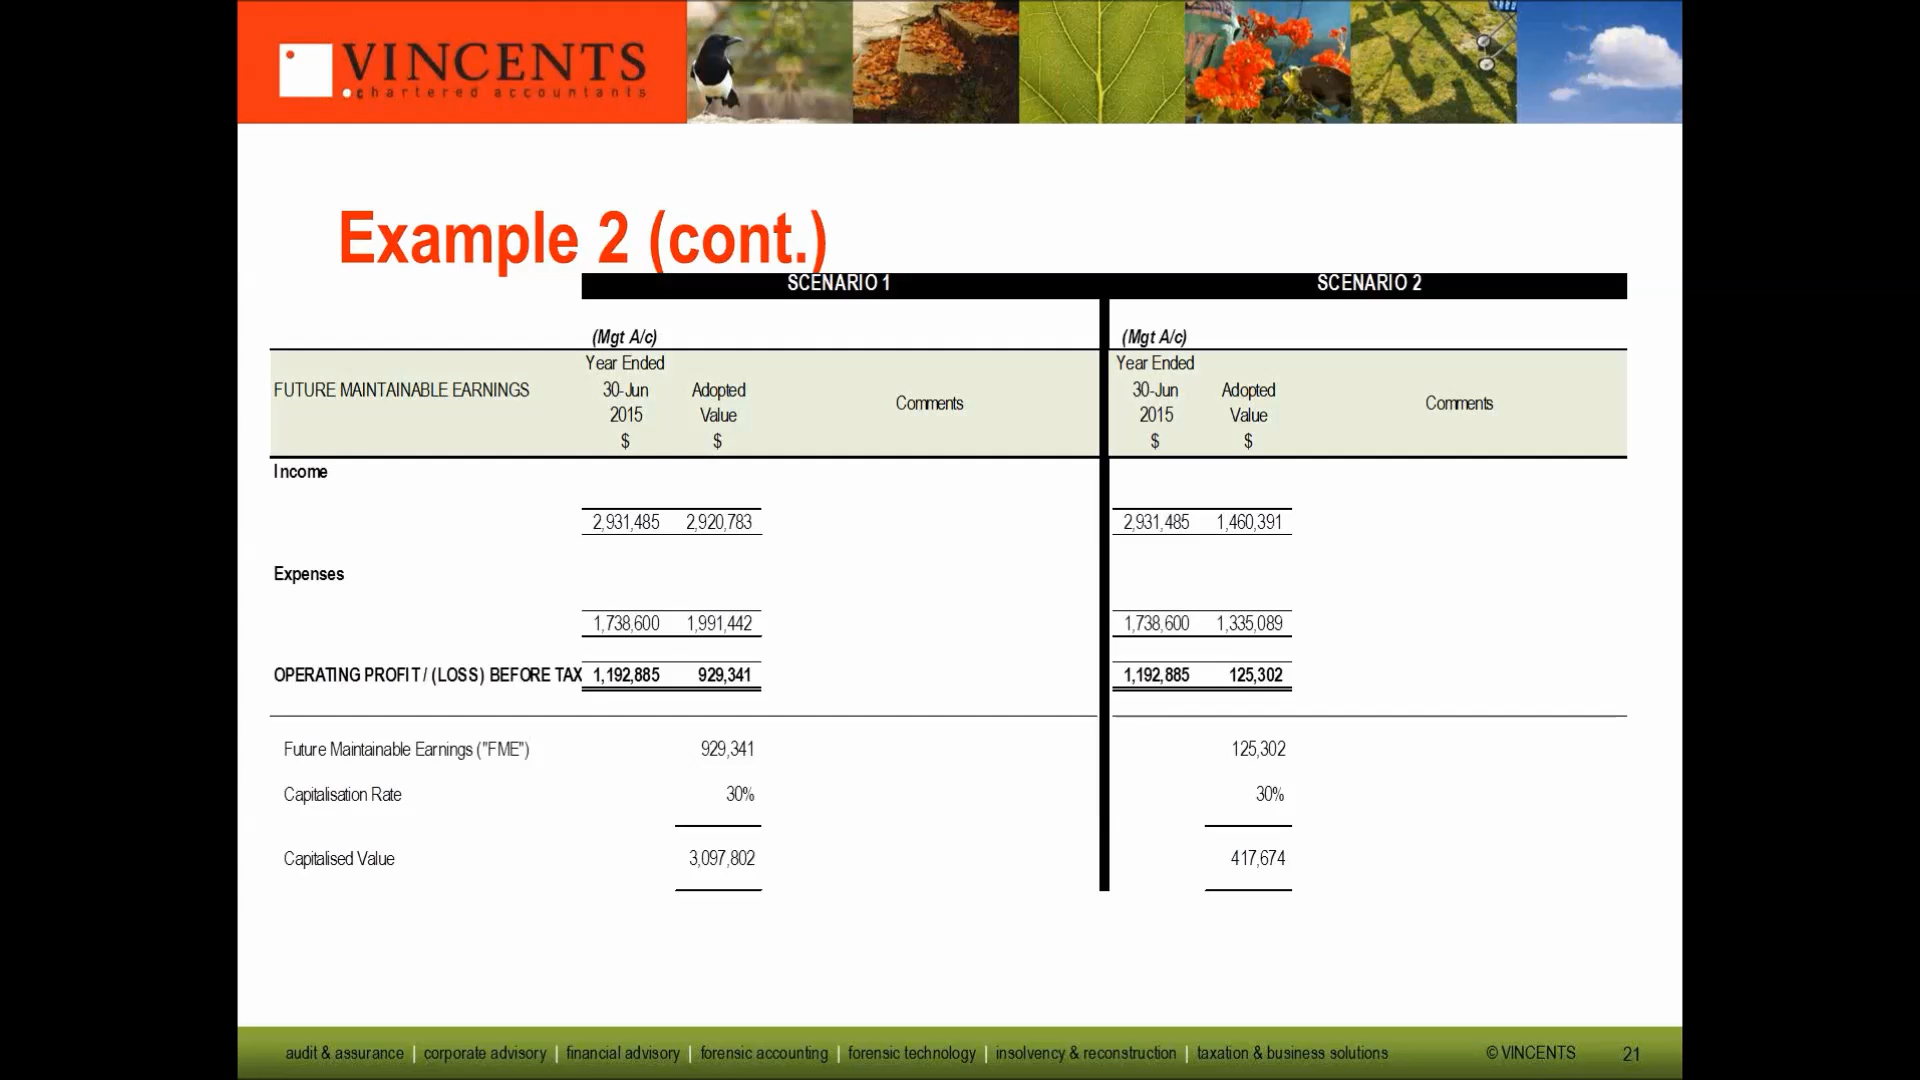 VINCENTS
chartered accountants
Example 2 (cont.)
SCENARIO 1 SCENARIO 2
(Mgt A/c) (Mgt A/c)
Year Ended Year Ended
FUTURE MAINTAINABLE EARNINGS 30-Jun Adopted 30-Jun Adopted
Comments Comments
2015 Value 2015 Value
$ $ $ $
Income
2,931,485 2,920,783 2,931,485 1,460,391
Expenses
1,738,600 1,991,442 1,738,600 1,335,089
OPERATING PROFIT / (LOSS) BEFORE TAX 1,192,885 929,341 1,192,885 125,302
Future Maintainable Earnings ("FME") 929,341 125,302
Capitalisation Rate 30% 30%
Capitalised Value 3,097,802 417,674
audit & assurance | corporate advisory | financial advisory | forensic accounting | forensic technology | insolvency & reconstruction | taxation & business solutions © VINCENTS 21